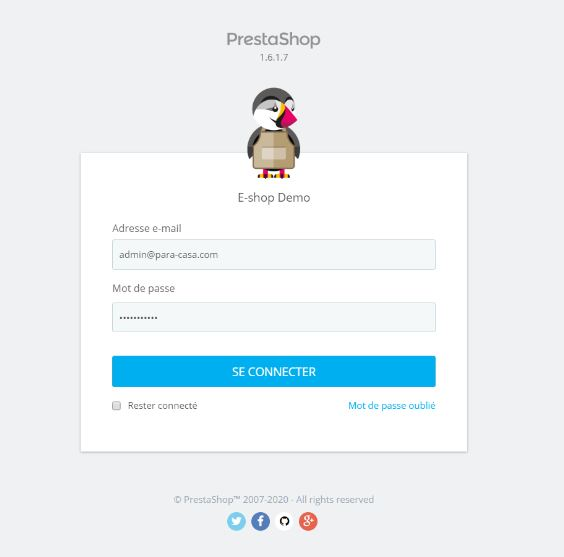 PrestaShop
1.6.1.7
E-shop Demo
Adresse e-mail
admin@para-casa.com
Mot de passe
•••••••••••
SE CONNECTER
Rester connecté
Mot de passe oublié
© PrestaShop™ 2007-2020 - All rights reserved